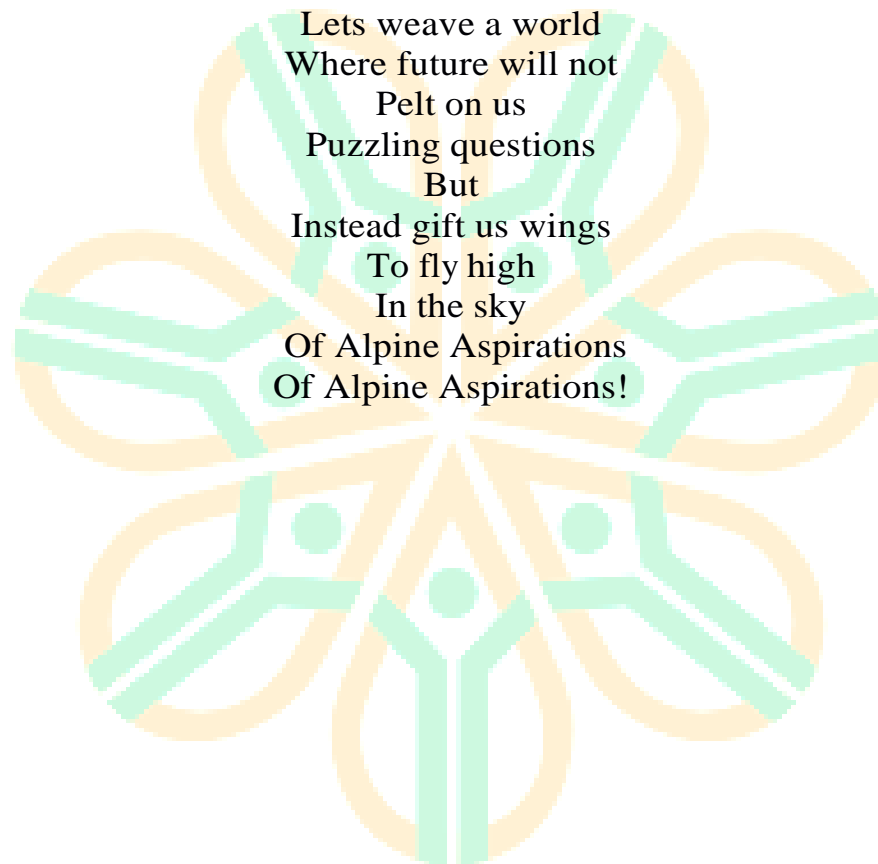 Lets weave a world
Where future will not
Pelt on us
Puzzling questions
But
Instead gift us wings
To fly high
In the sky
Of Alpine Aspirations
Of Alpine Aspirations!